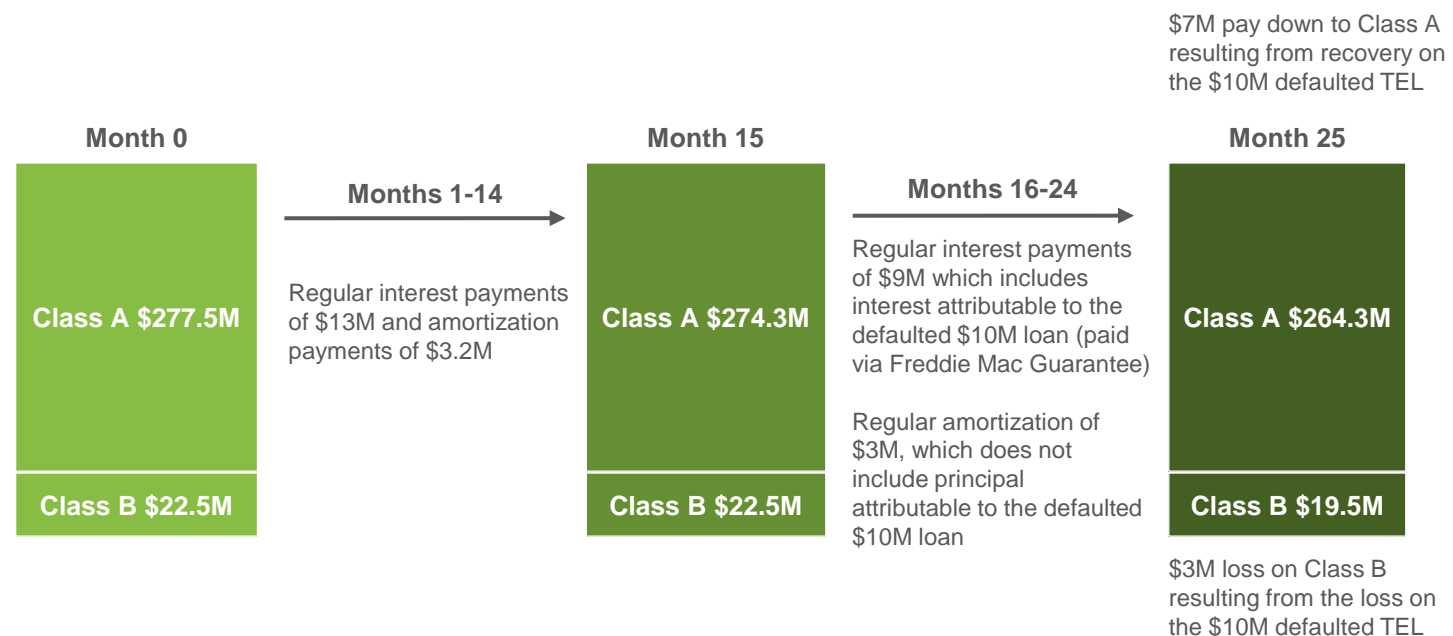 $7M pay down to Class A
resulting from recovery on
the $10M defaulted TEL
Month 0
Month 15
Month 25
Months 1-14
Months 16-24
Class A $277.5M
Regular interest payments
of $13M and amortization
payments of $3.2M
Class A $274.3M
Regular interest payments
of $9M which includes
interest attributable to the
defaulted $10M loan (paid
via Freddie Mac Guarantee)
Regular amortization of
$3M, which does not
include principal
attributable to the defaulted
$10M loan
Class A $264.3M
Class B $22.5M
Class B $22.5M
Class B $19.5M
$3M loss on Class B
resulting from the loss on
the $10M defaulted TEL